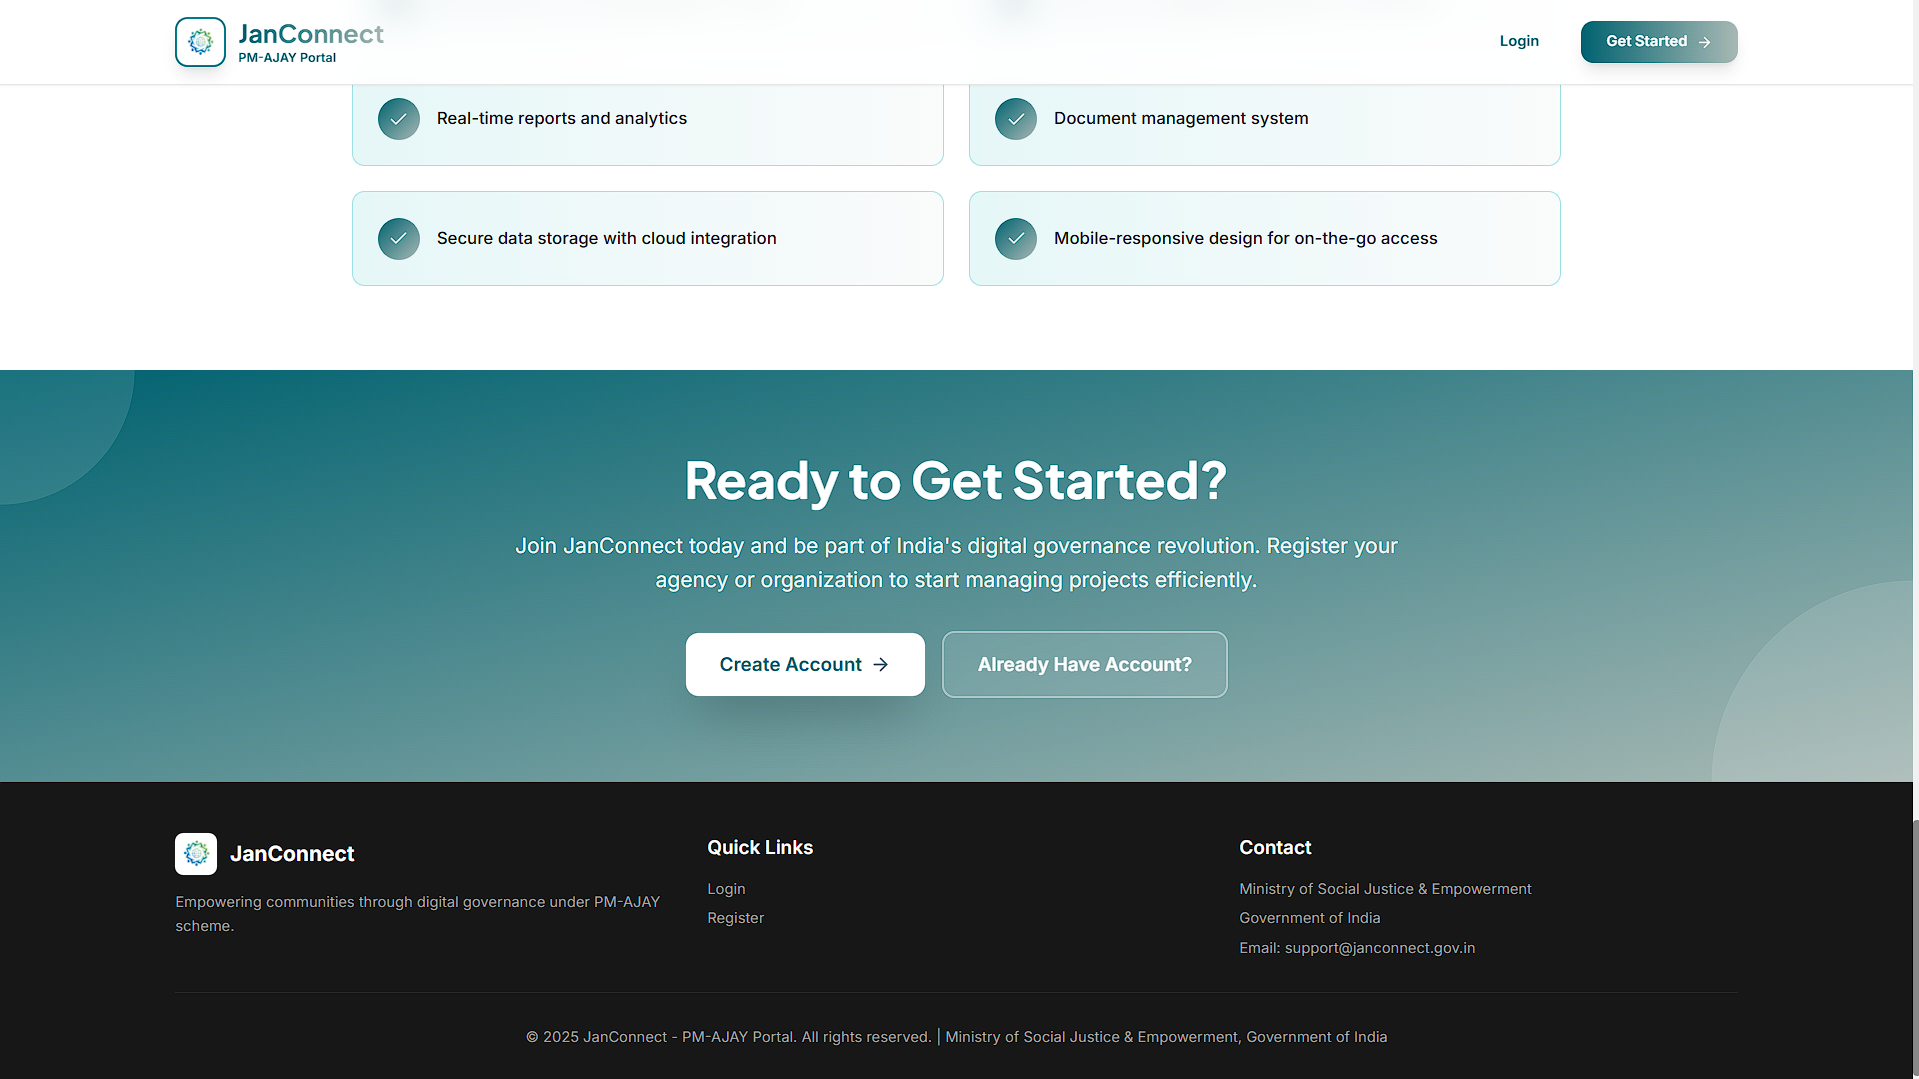 JanConnect
PM-AJAY Portal
Login
Get Started
Real-time reports and analytics
Document management system
Secure data storage with cloud integration
Mobile-responsive design for on-the-go access
Ready to Get Started?
Join JanConnect today and be part of India's digital governance revolution. Register your
agency or organization to start managing projects efficiently.
Create Account
Already Have Account?
JanConnect
Empowering communities through digital governance under PM-AJAY
scheme.
Quick Links
Login
Register
Contact
Ministry of Social Justice & Empowerment
Government of India
Email: support@janconnect.gov.in
© 2025 JanConnect - PM-AJAY Portal. All rights reserved. | Ministry of Social Justice & Empowerment, Government of India